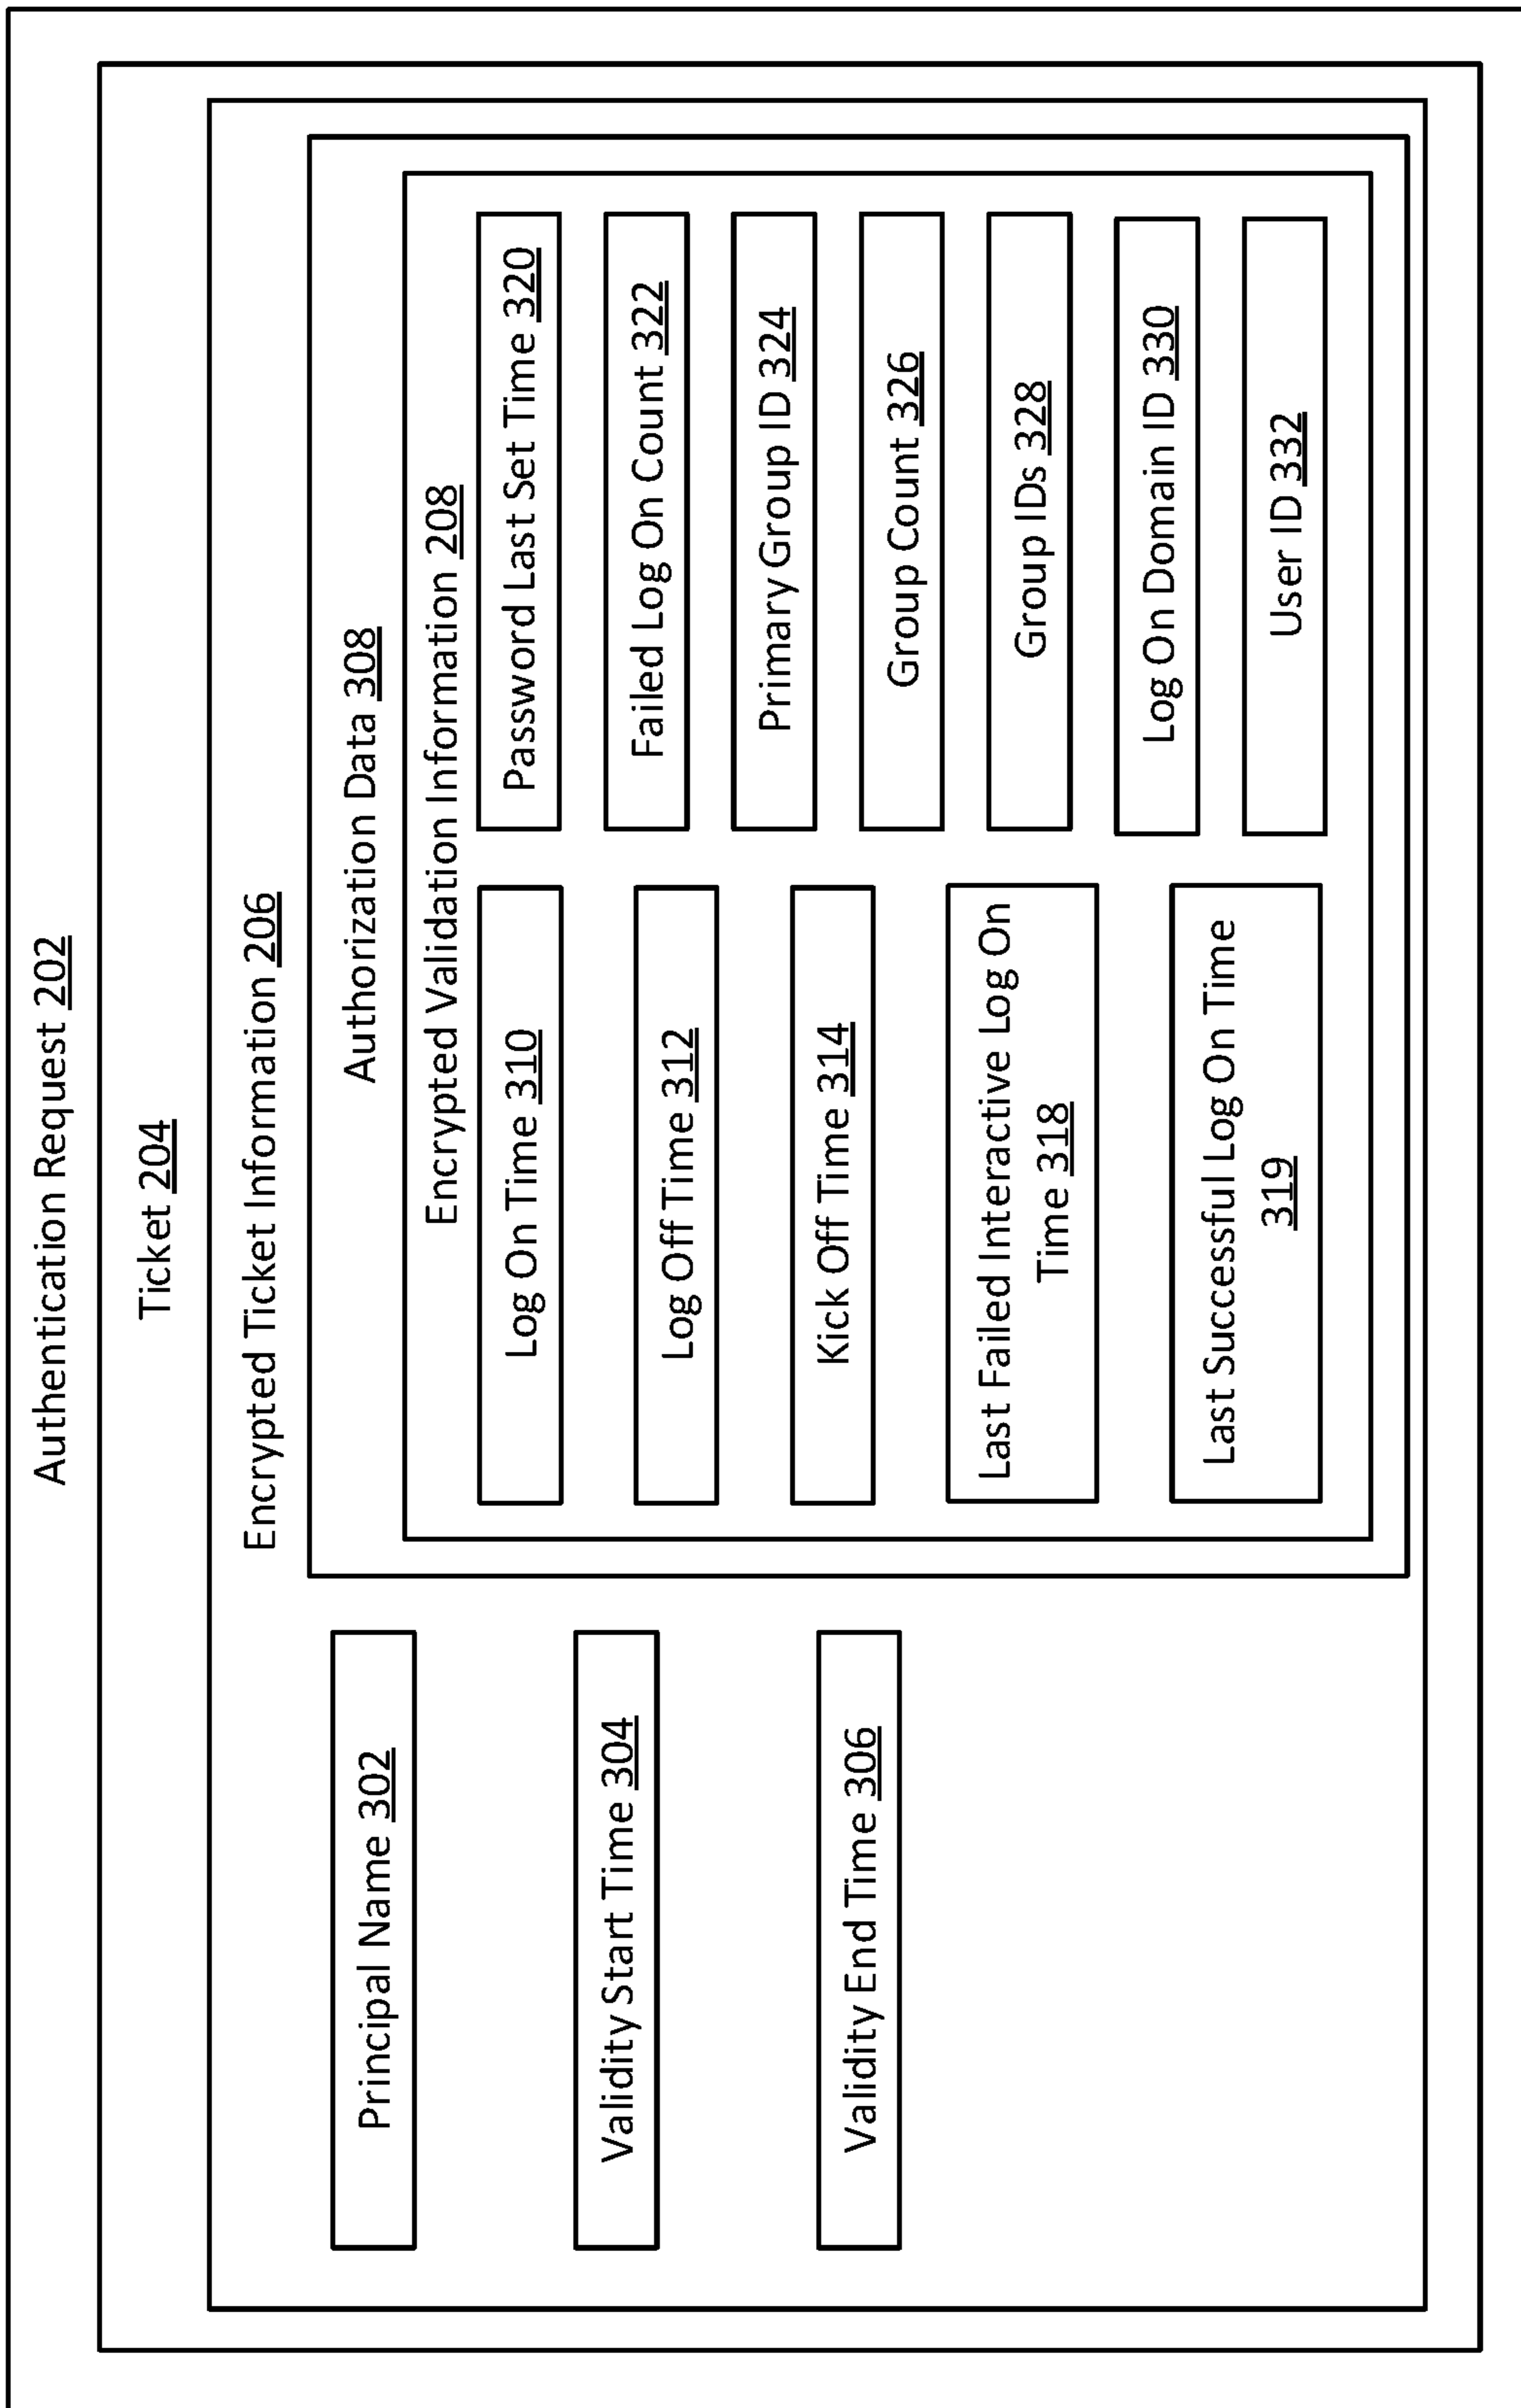 Authentication Request 202
Ticket 204
Encrypted Ticket Information 206
Principal Name 302
Validity Start Time 304
Validity End Time 306
Authorization Data 308
Encrypted Validation Information 208
Log On Time 310
Log Off Time 312
Kick Off Time 314
Last Failed Interactive Log On
Time 318
Last Successful Log On Time
319
Password Last Set Time 320
Failed Log On Count 322
Primary Group ID 324
Group Count 326
Group IDs 328
Log On Domain ID 330
User ID 332